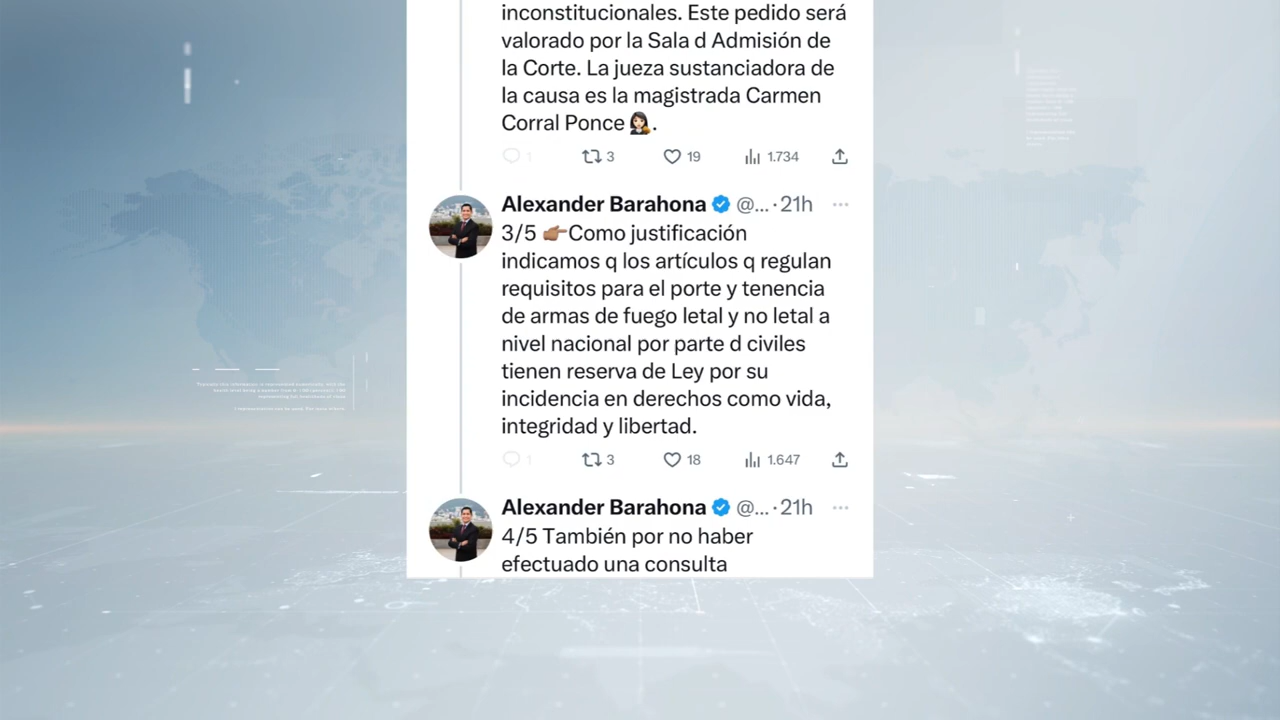 inconstitucionales. Este pedido será
valorado por la Sala d Admisión de
la Corte. La jueza sustanciadora de
la causa es la magistrada Carmen
Corral Ponce 👩🏻‍⚖️.
1 3 19 1.734
Alexander Barahona @... · 21h
3/5 👉🏽Como justificación
indicamos q los artículos q regulan
requisitos para el porte y tenencia
de armas de fuego letal y no letal a
nivel nacional por parte d civiles
tienen reserva de Ley por su
incidencia en derechos como vida,
integridad y libertad.
1 3 18 1.647
Alexander Barahona @... · 21h
4/5 También por no haber
efectuado una consulta